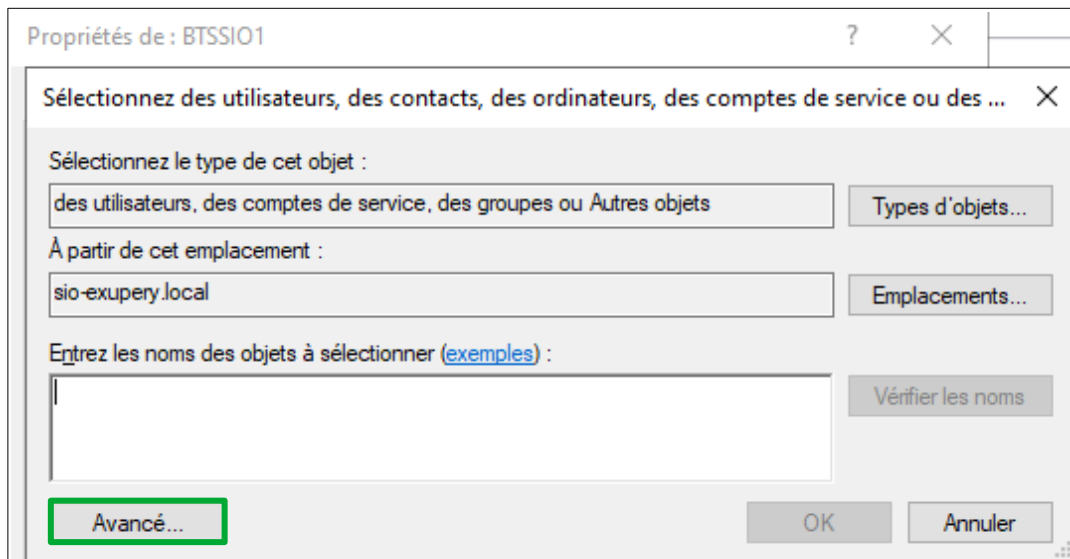 Propriétés de : BTSSIO1
Sélectionnez des utilisateurs, des contacts, des ordinateurs, des comptes de service ou des ...
Sélectionnez le type de cet objet :
des utilisateurs, des comptes de service, des groupes ou Autres objets
Types d'objets...
À partir de cet emplacement :
sio-exupery.local
Emplacements...
Entrez les noms des objets à sélectionner (exemples) :
Vérifier les noms
Avancé...
OK
Annuler